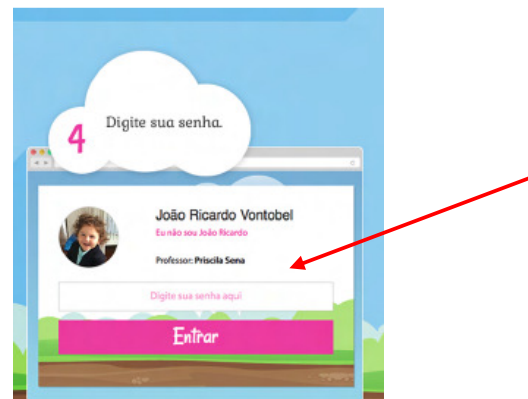 4
Digite sua senha.
João Ricardo Vontobel
Eu não sou João Ricardo
Professor: Priscila Sena
Digite sua senha aqui
Entrar